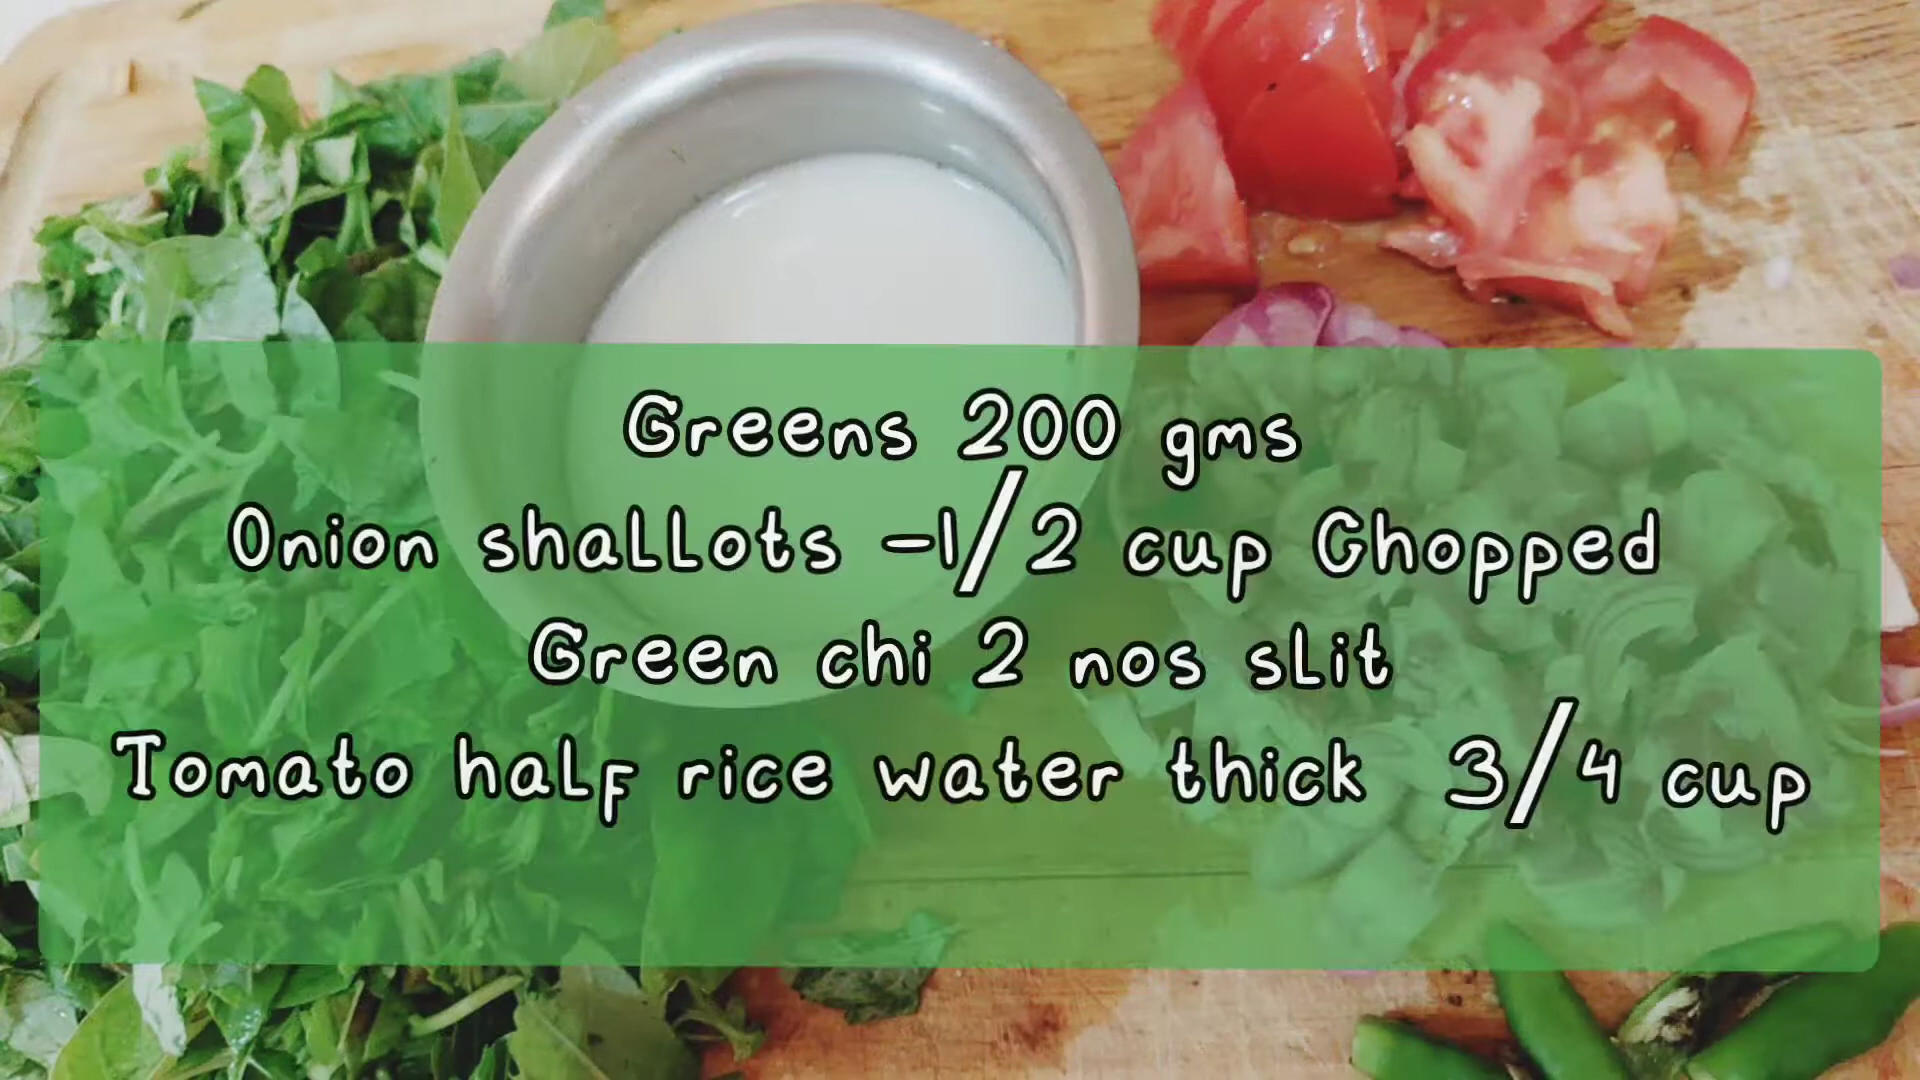 Greens 200 gms
Onion shallots -1/2 cup Chopped
Green chi 2 nos slit
Tomato half rice water thick 3/4 cup